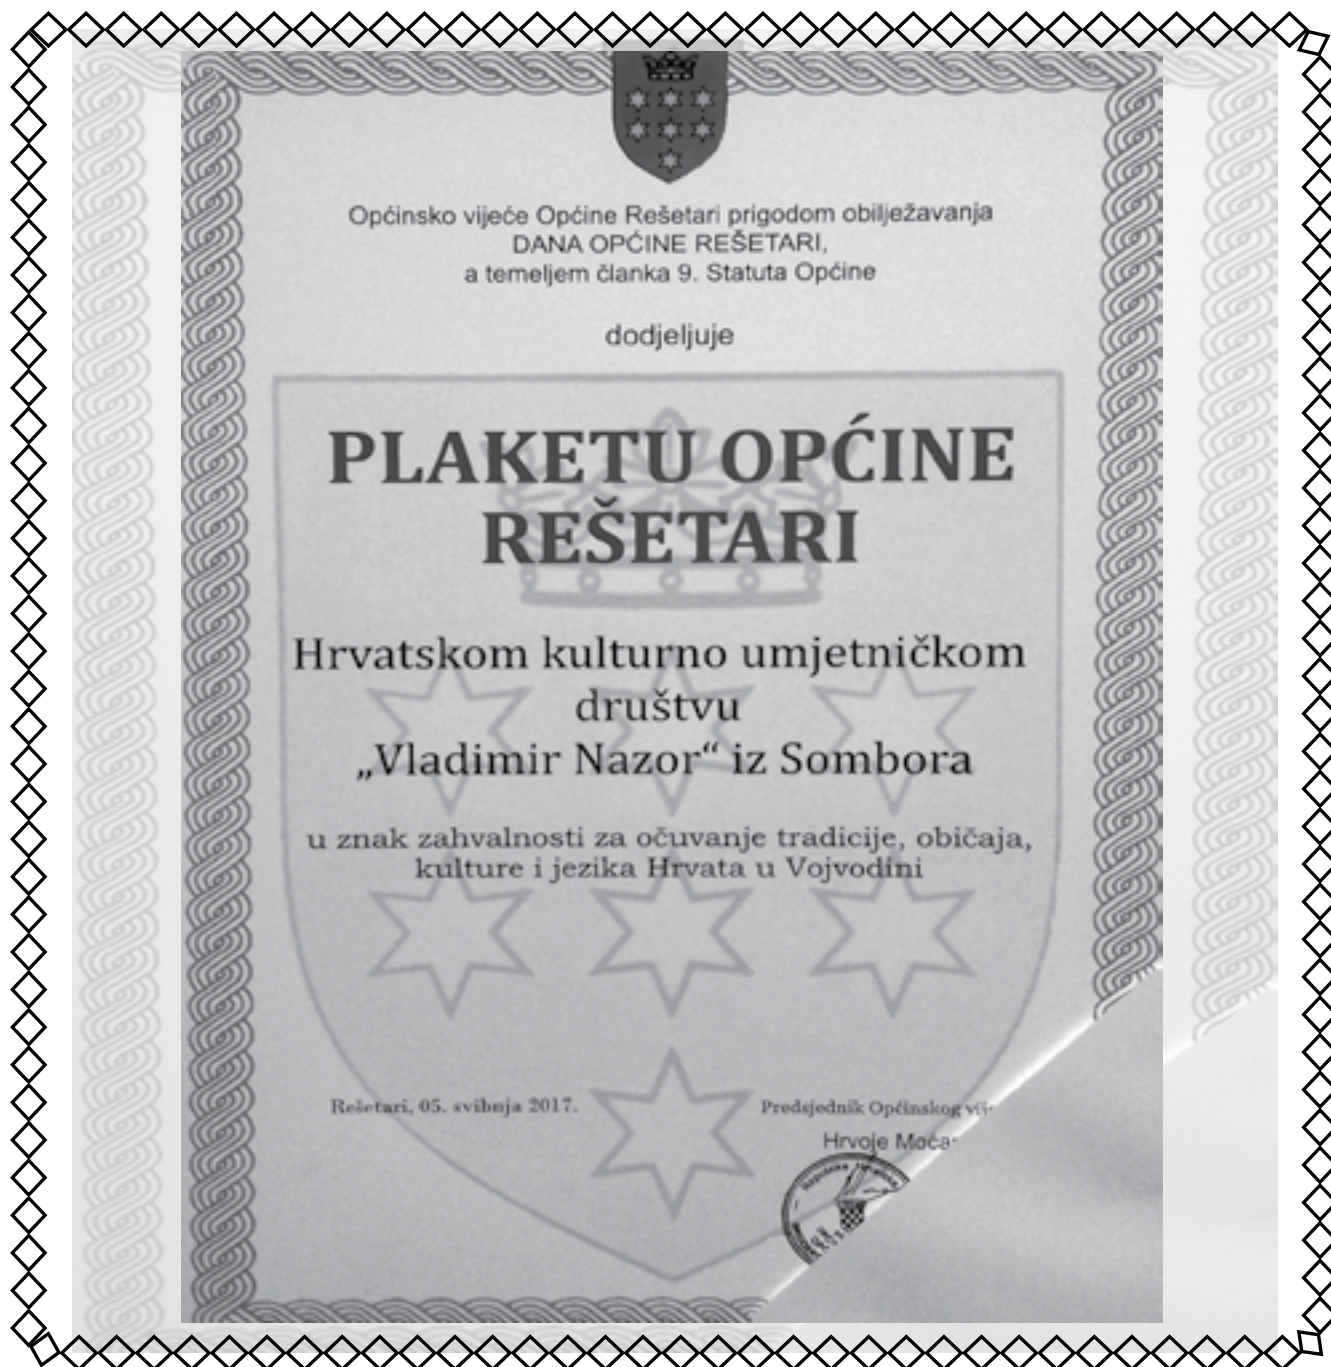 Općinsko vijeće Općine Rešetari prigodom obilježavanja
DANA OPĆINE REŠETARI,
a temeljem članka 9. Statuta Općine
dodjeljuje
PLAKETU OPĆINE
REŠETARI
Hrvatskom kulturno umjetničkom
društvu
„Vladimir Nazor“ iz Sombora
u znak zahvalnosti za očuvanje tradicije, običaja,
kulture i jezika Hrvata u Vojvodini
Rešetari, 05. svibnja 2017.
Predsjednik Općinskog
Hrvoje